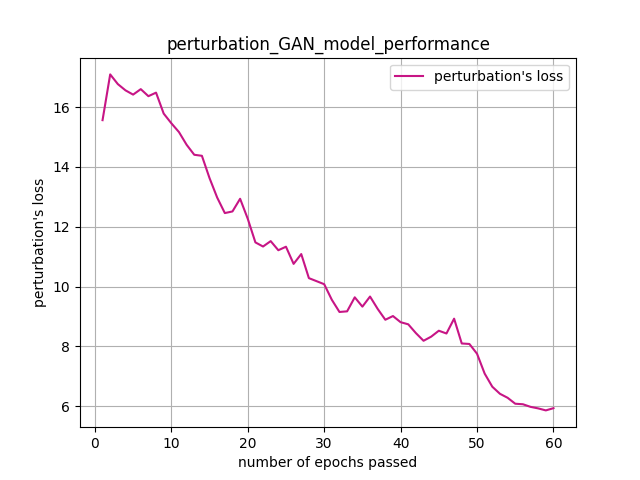 perturbation_GAN_model_performance
perturbation's loss
perturbation's loss
16
14
12
10
8
6
0 10 20 30 40 50 60
number of epochs passed